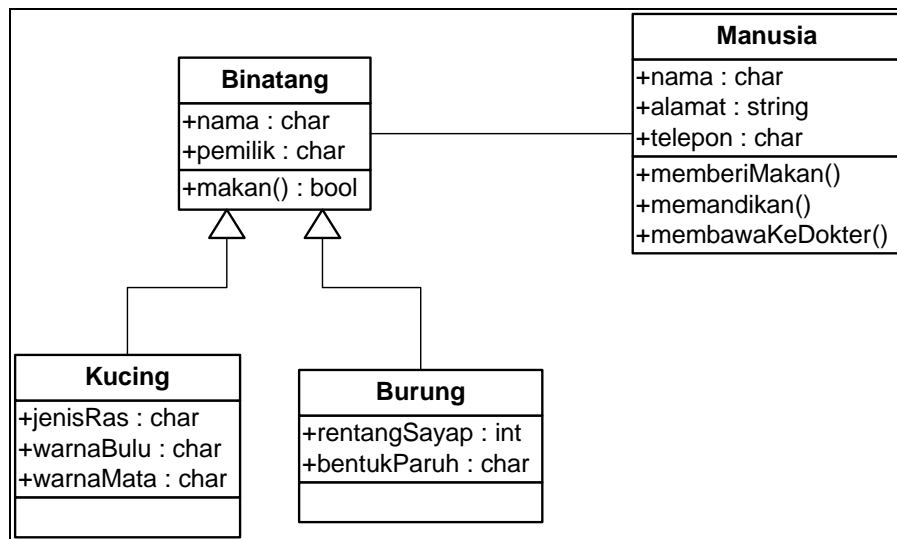 Binatang
+nama : char
+pemilik : char
+makan() : bool
Manusia
+nama : char
+alamat : string
+telepon : char
+memberiMakan()
+memandikan()
+membawaKeDokter()
Kucing
+jenisRas : char
+warnaBulu : char
+warnaMata : char
Burung
+rentangSayap : int
+bentukParuh : char